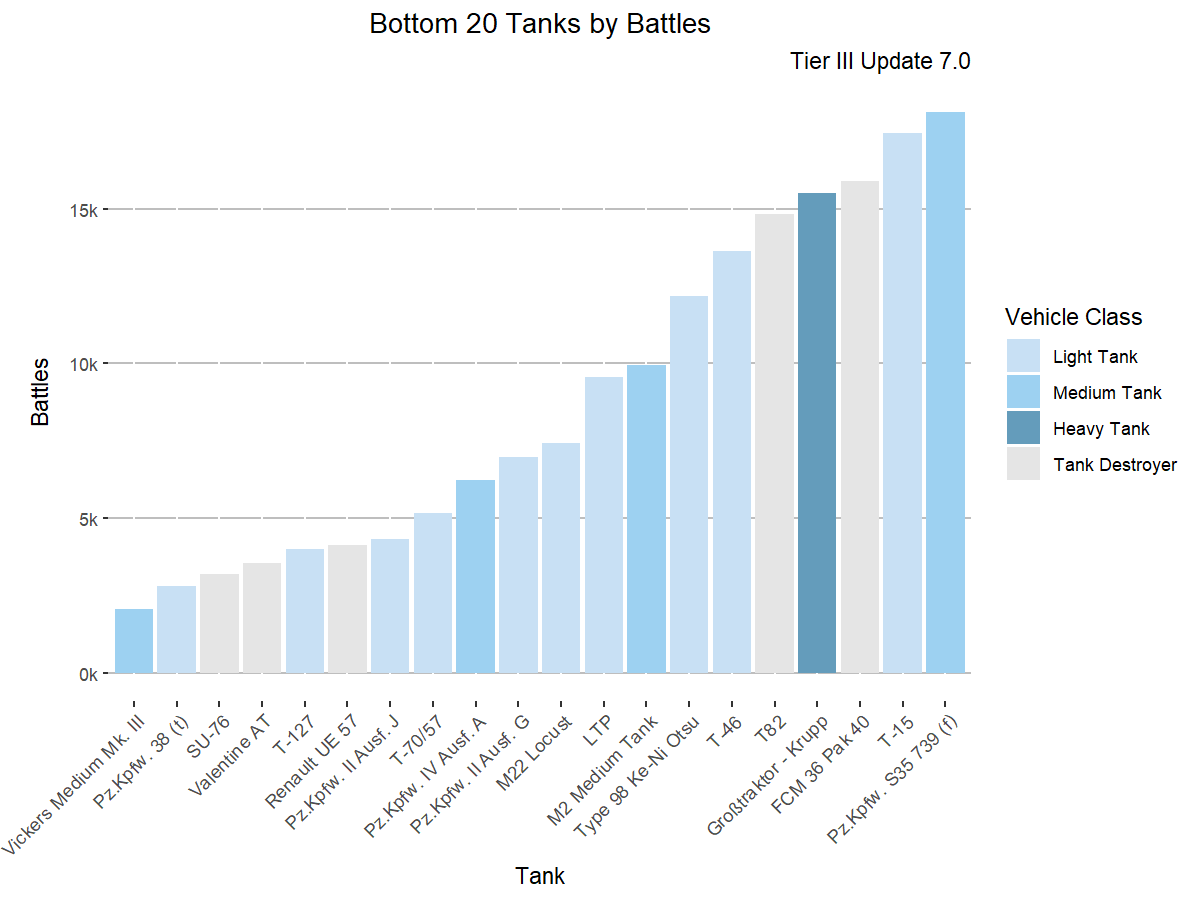 Bottom 20 Tanks by Battles
Tier III Update 7.0
Battles
15k
10k
5k
0k
Vickers Medium Mk. III
Pz.Kpfw. 38 (t)
SU-76
Valentine AT
T-127
Renault UE 57
Pz.Kpfw. II Ausf. J
T-70/57
Pz.Kpfw. IV Ausf. A
Pz.Kpfw. II Ausf. G
M22 Locust
LTP
M2 Medium Tank
Type 98 Ke-Ni Otsu
T-46
T82
Großtraktor - Krupp
FCM 36 Pak 40
T-15
Pz.Kpfw. S35 739 (f)
Tank
Vehicle Class
Light Tank
Medium Tank
Heavy Tank
Tank Destroyer